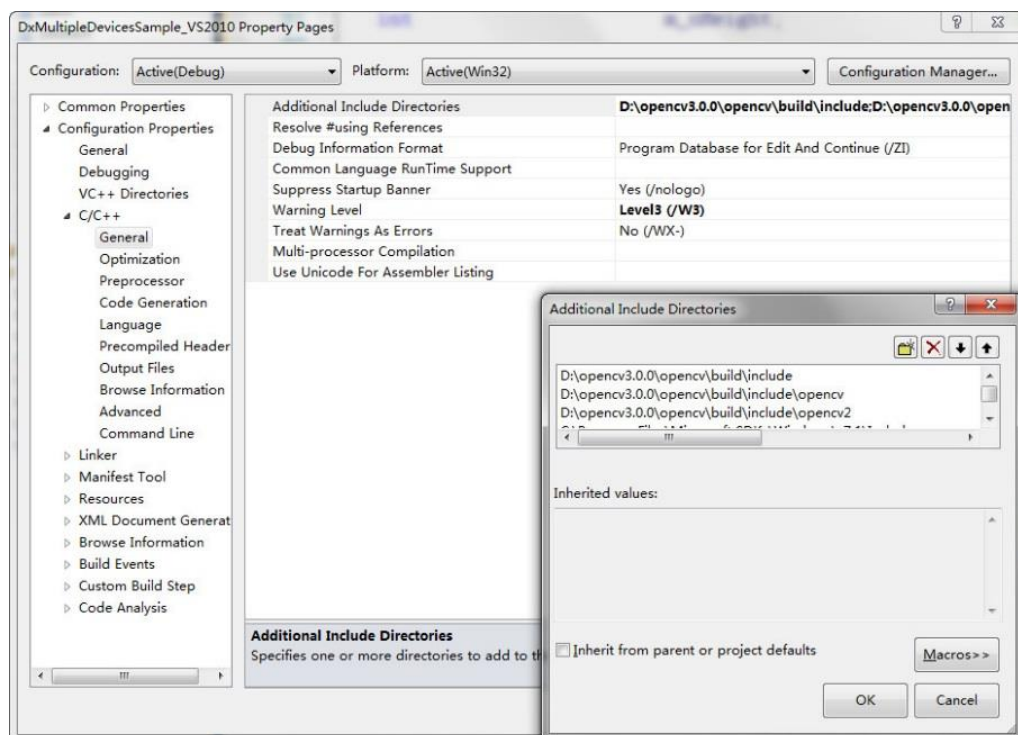 int m_nHeight;
DxMultipleDevicesSample_VS2010 Property Pages
Configuration: Active(Debug) Platform: Active(Win32) Configuration Manager...
Common Properties
Configuration Properties
General
Debugging
VC++ Directories
C/C++
General
Optimization
Preprocessor
Code Generation
Language
Precompiled Header
Output Files
Browse Information
Advanced
Command Line
Linker
Manifest Tool
Resources
XML Document Generat
Browse Information
Build Events
Custom Build Step
Code Analysis
Additional Include Directories D:\opencv3.0.0\opencv\build\include;D:\opencv3.0.0\open
Resolve #using References
Debug Information Format Program Database for Edit And Continue (/ZI)
Common Language RunTime Support
Suppress Startup Banner Yes (/nologo)
Warning Level Level3 (/W3)
Treat Warnings As Errors No (/WX-)
Multi-processor Compilation
Use Unicode For Assembler Listing
Additional Include Directories
Specifies one or more directories to add to th
Additional Include Directories
D:\opencv3.0.0\opencv\build\include
D:\opencv3.0.0\opencv\build\include\opencv
D:\opencv3.0.0\opencv\build\include\opencv2
Inherited values:
Inherit from parent or project defaults
Macros>>
OK Cancel